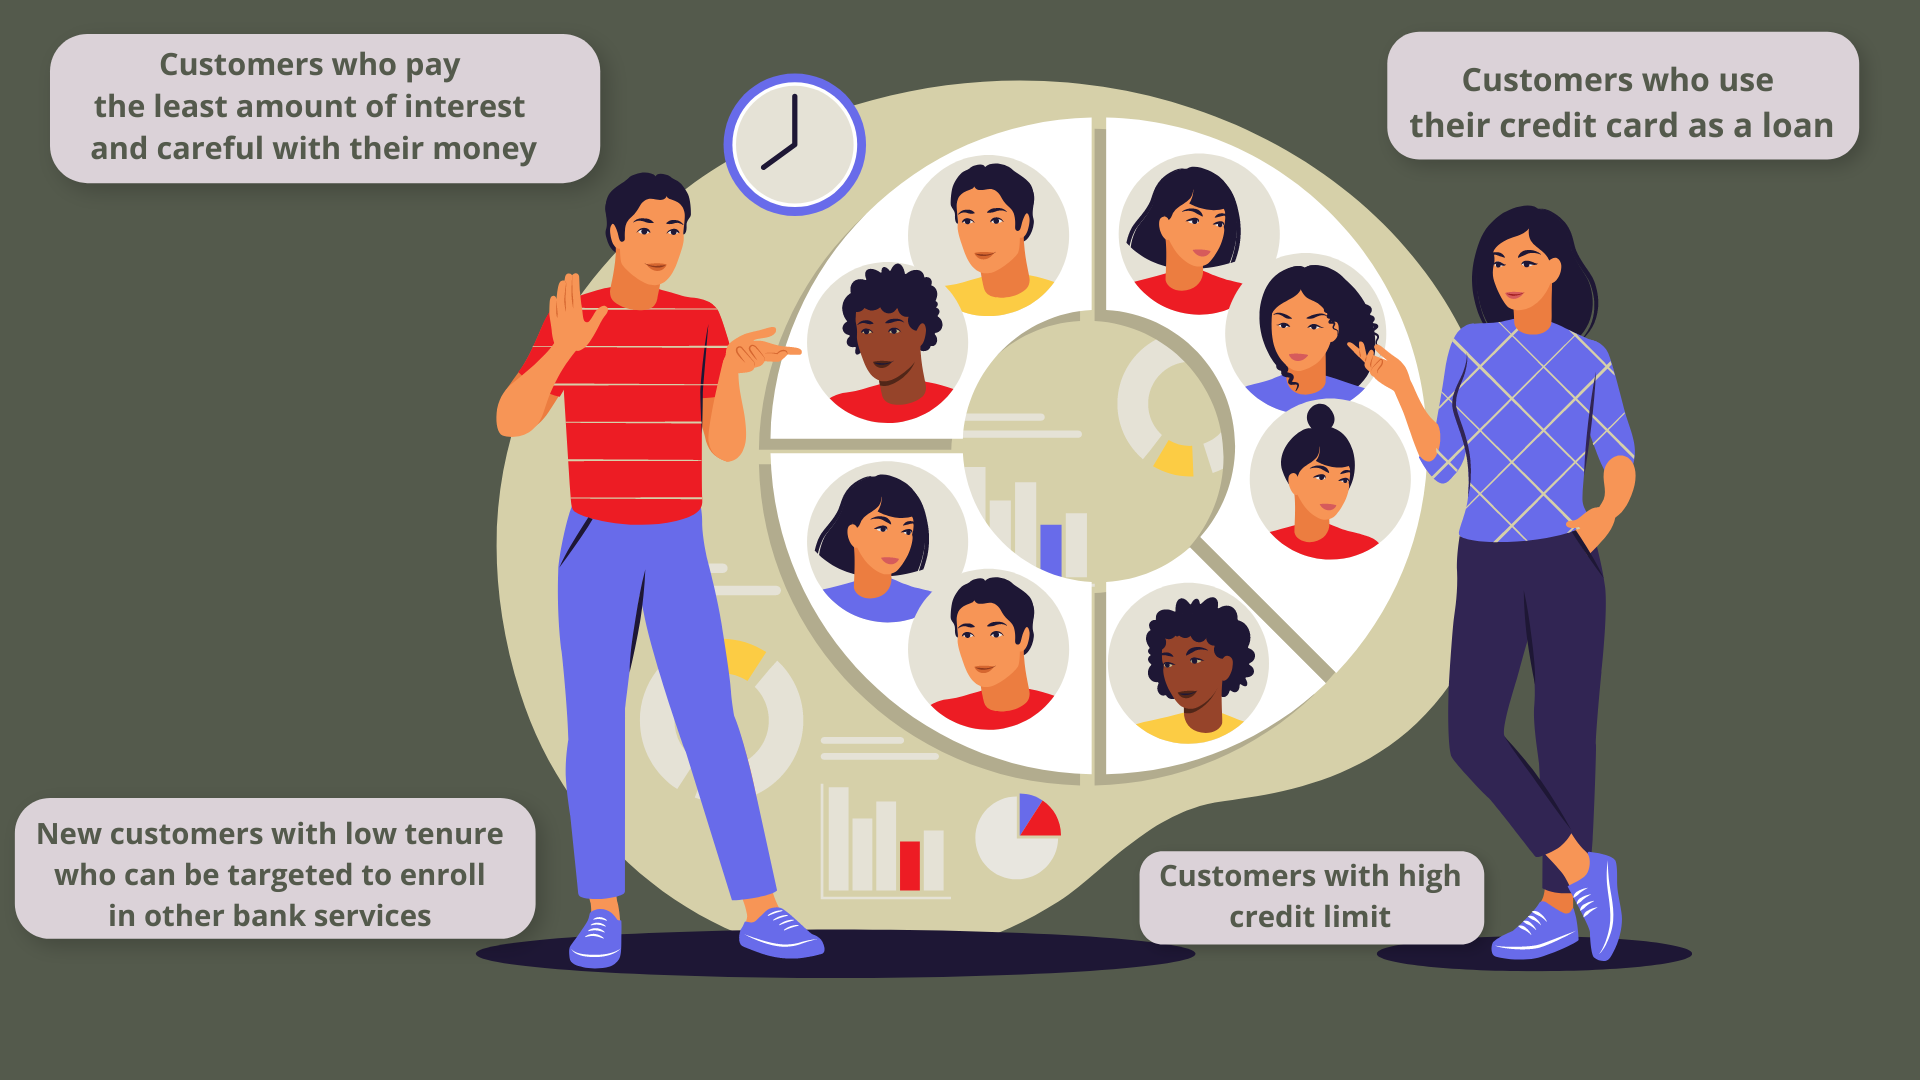 Customers who pay
the least amount of interest
and careful with their money
Customers who use
their credit card as a loan
New customers with low tenure
who can be targeted to enroll
in other bank services
Customers with high
credit limit